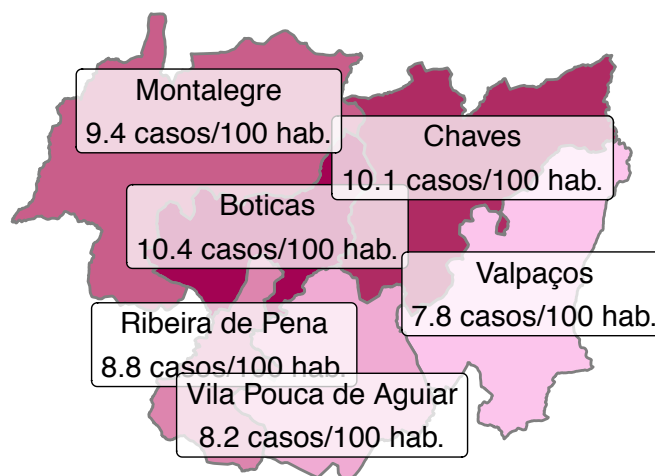 Montalegre
9.4 casos/100 hab.
Chaves
10.1 casos/100 hab.
Boticas
10.4 casos/100 hab.
Valpaços
7.8 casos/100 hab.
Ribeira de Pena
8.8 casos/100 hab.
Vila Pouca de Aguiar
8.2 casos/100 hab.